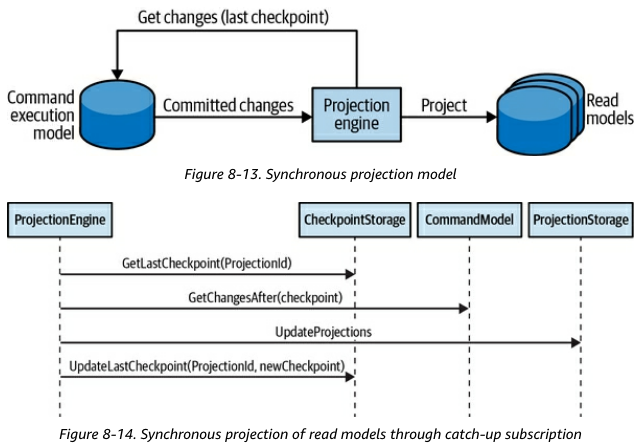 Get changes (last checkpoint)
Command
execution
model
Committed changes
Projection
engine
Project
Read
models
Figure 8-13. Synchronous projection model
ProjectionEngine
CheckpointStorage
CommandModel
ProjectionStorage
GetLastCheckpoint(ProjectionId)
GetChangesAfter(checkpoint)
UpdateProjections
UpdateLastCheckpoint(ProjectionId, newCheckpoint)
Figure 8-14. Synchronous projection of read models through catch-up subscription